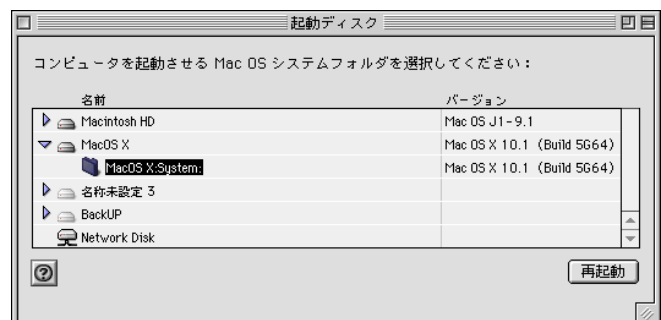 起動ディスク
コンピュータを起動させる Mac OS システムフォルダを選択してください：
名前 バージョン
Macintosh HD Mac OS J1-9.1
MacOS X Mac OS X 10.1 (Build 5G64)
MacOS X:System: Mac OS X 10.1 (Build 5G64)
名称未設定 3
BackUP
Network Disk
?
再起動